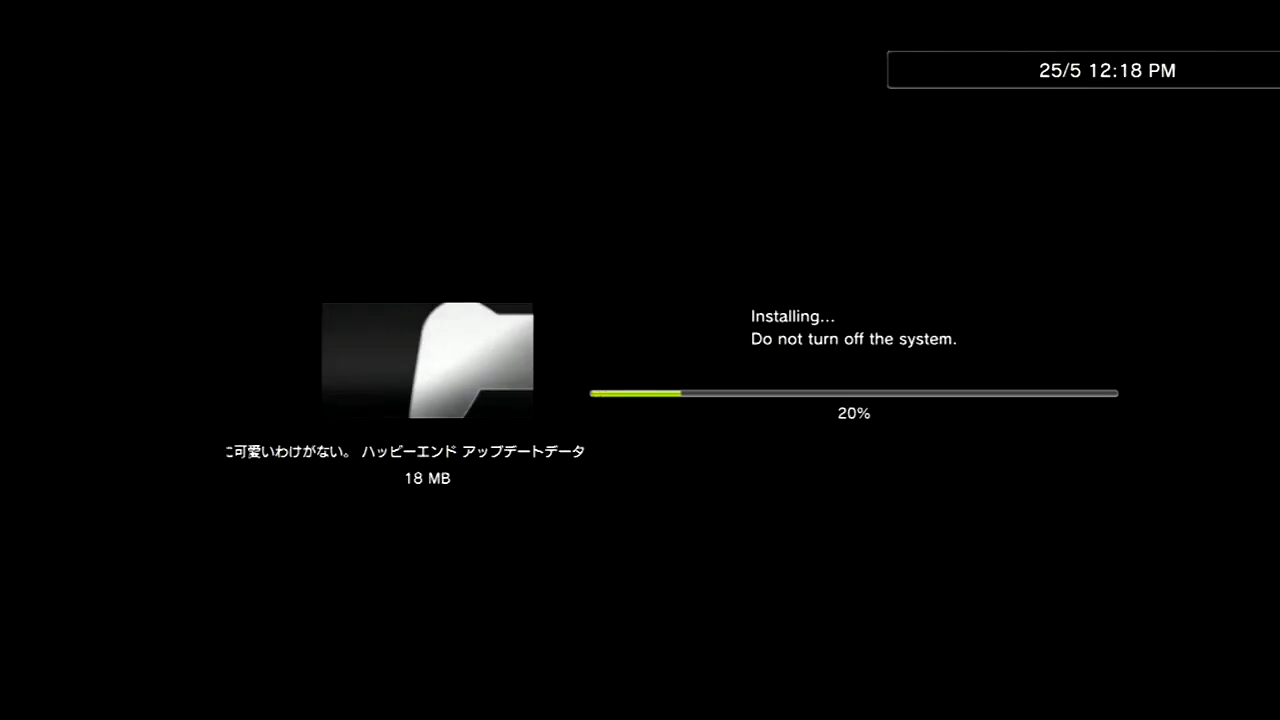 25/5 12:18 PM
Installing...
Do not turn off the system.
20%
に可愛いわけがない。 ハッピーエンド アップデートデータ
18 MB